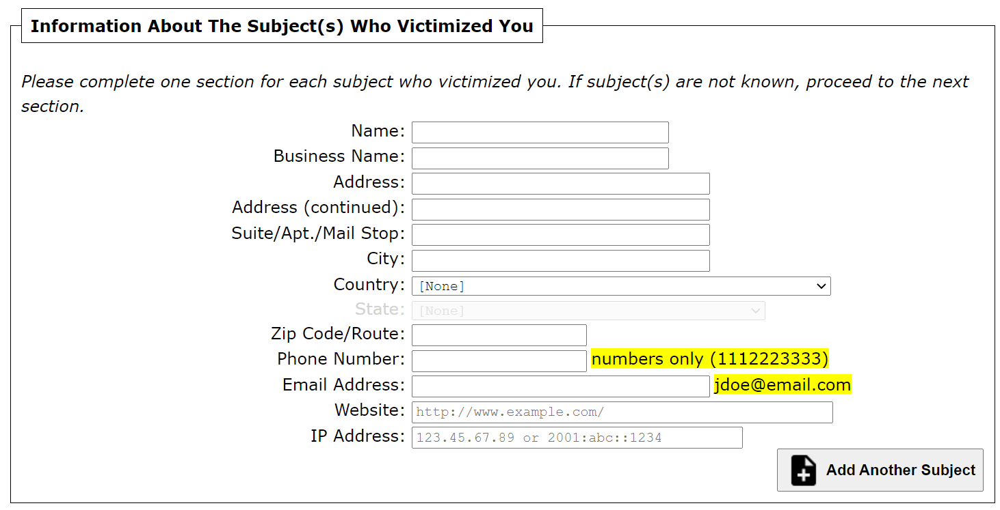 Information About The Subject(s) Who Victimized You
Please complete one section for each subject who victimized you. If subject(s) are not known, proceed to the next
section.
Name:
Business Name:
Address:
Address (continued):
Suite/Apt./Mail Stop:
City:
Country: [None]
State: [None]
Zip Code/Route:
Phone Number: numbers only (1112223333)
Email Address: jdoe@email.com
Website: http://www.example.com/
IP Address: 123.45.67.89 or 2001:abc::1234
Add Another Subject